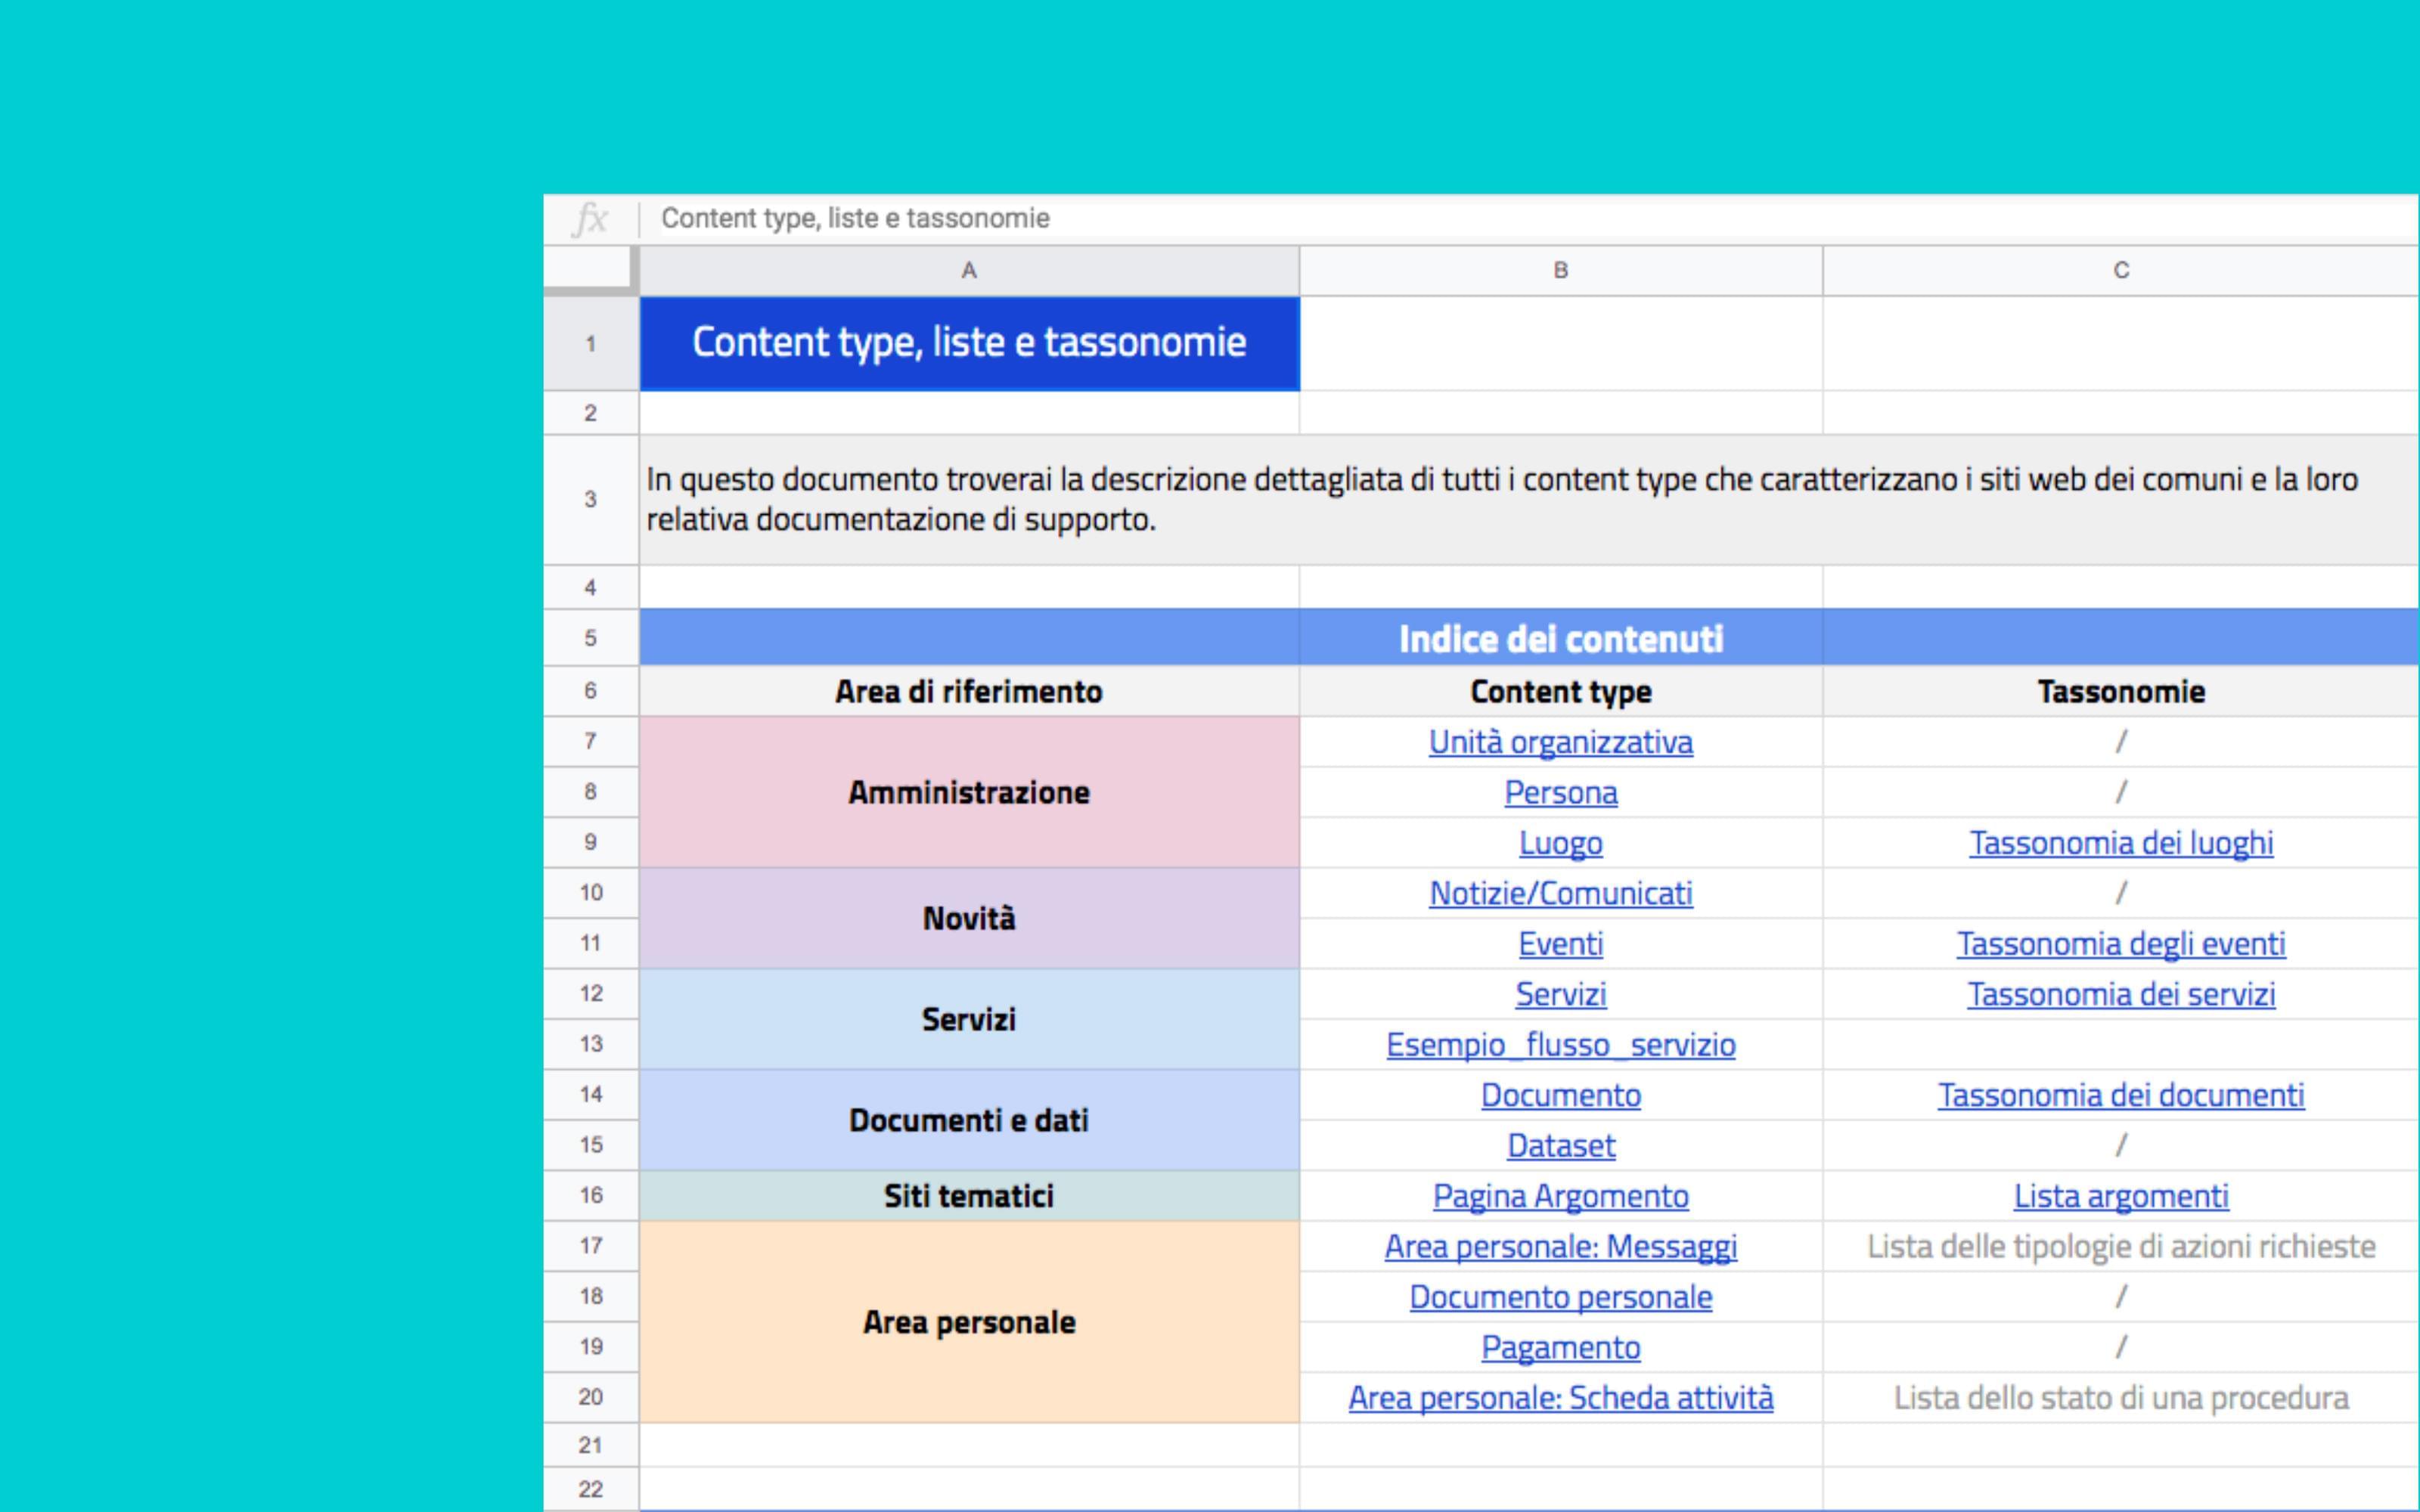 fx Content type, liste e tassonomie
A B C
1 Content type, liste e tassonomie
2
3 In questo documento troverai la descrizione dettagliata di tutti i content type che caratterizzano i siti web dei comuni e la loro
relativa documentazione di supporto.
4
5 Indice dei contenuti
6 Area di riferimento Content type Tassonomie
7 Unità organizzativa /
8 Amministrazione Persona /
9 Luogo Tassonomia dei luoghi
10 Notizie/Comunicati /
Novità
11 Eventi Tassonomia degli eventi
12 Servizi Tassonomia dei servizi
Servizi
13 Esempio_flusso_servizio
14 Documento Tassonomia dei documenti
Documenti e dati
15 Dataset /
16 Siti tematici Pagina Argomento Lista argomenti
17 Area personale: Messaggi Lista delle tipologie di azioni richieste
18 Documento personale /
Area personale
19 Pagamento /
20 Area personale: Scheda attività Lista dello stato di una procedura
21
22